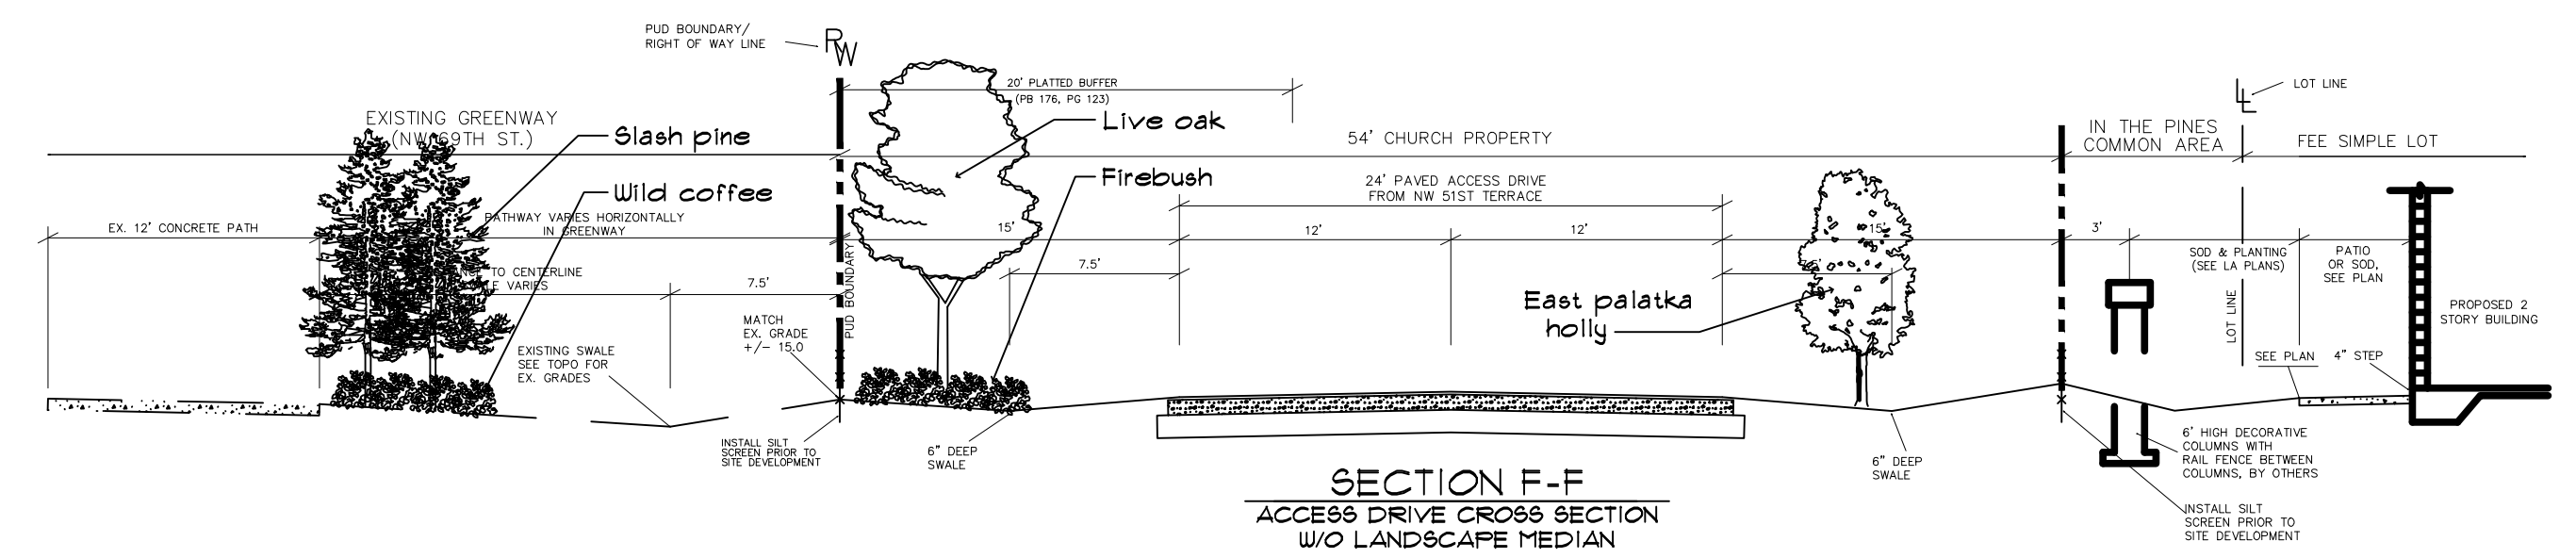 PUD BOUNDARY/
RIGHT OF WAY LINE
RW
20' PLATTED BUFFER
(PB 176, PG 123)
LL
LOT LINE
EXISTING GREENWAY
(NW 69TH ST.)
Slash pine
Live oak
54' CHURCH PROPERTY
IN THE PINES
COMMON AREA
FEE SIMPLE LOT
Wild coffee
Firebush
24' PAVED ACCESS DRIVE
FROM NW 51ST TERRACE
EX. 12' CONCRETE PATH
PATHWAY VARIES HORIZONTALLY
IN GREENWAY
15'
12'
12'
15'
3'
TO CENTERLINE
VARIES
7.5'
PUD BOUNDARY
7.5'
7.5'
SOD & PLANTING
(SEE LA PLANS)
PATIO
OR SOD,
SEE PLAN
East palatka
holly
LOT LINE
PROPOSED 2
STORY BUILDING
MATCH
EX. GRADE
+/- 15.0
EXISTING SWALE
SEE TOPO FOR
EX. GRADES
SEE PLAN
4" STEP
INSTALL SILT
SCREEN PRIOR TO
SITE DEVELOPMENT
6" DEEP
SWALE
6" DEEP
SWALE
6' HIGH DECORATIVE
COLUMNS WITH
RAIL FENCE BETWEEN
COLUMNS, BY OTHERS
INSTALL SILT
SCREEN PRIOR TO
SITE DEVELOPMENT
SECTION F-F
ACCESS DRIVE CROSS SECTION
W/O LANDSCAPE MEDIAN